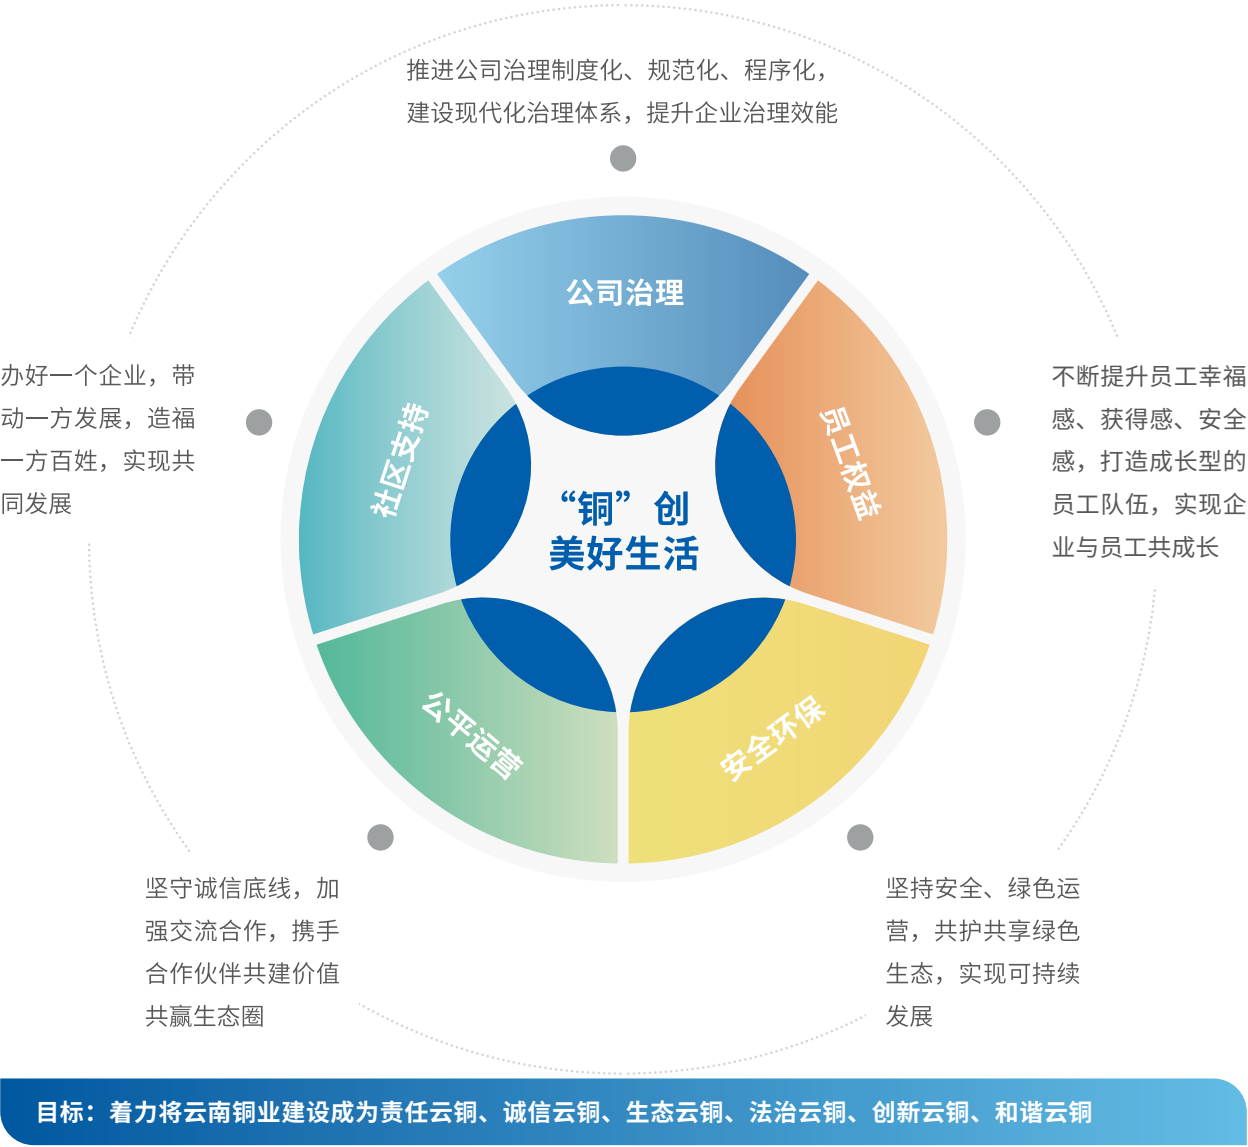 推进公司治理制度化、规范化、程序化，
建设现代化治理体系，提升企业治理效能
公司治理
办好一个企业，带
动一方发展，造福
一方百姓，实现共
同发展
社区支持
员工权益
不断提升员工幸福
感、获得感、安全
感，打造成长型的
员工队伍，实现企
业与员工共成长
“铜”创
美好生活
公平运营
安全环保
坚守诚信底线，加
强交流合作，携手
合作伙伴共建价值
共赢生态圈
坚持安全、绿色运
营，共护共享绿色
生态，实现可持续
发展
目标：着力将云南铜业建设成为责任云铜、诚信云铜、生态云铜、法治云铜、创新云铜、和谐云铜